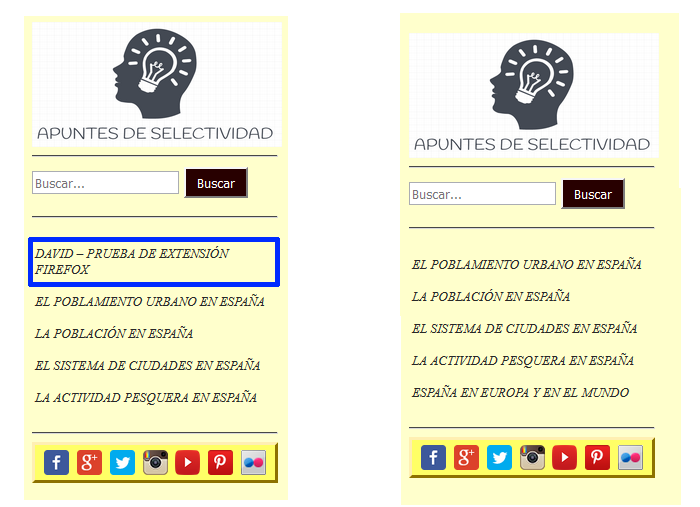 APUNTES DE SELECTIVIDAD
Buscar...
Buscar
DAVID – PRUEBA DE EXTENSIÓN
FIREFOX
EL POBLAMIENTO URBANO EN ESPAÑA
LA POBLACIÓN EN ESPAÑA
EL SISTEMA DE CIUDADES EN ESPAÑA
LA ACTIVIDAD PESQUERA EN ESPAÑA
f
g+
APUNTES DE SELECTIVIDAD
Buscar...
Buscar
EL POBLAMIENTO URBANO EN ESPAÑA
LA POBLACIÓN EN ESPAÑA
EL SISTEMA DE CIUDADES EN ESPAÑA
LA ACTIVIDAD PESQUERA EN ESPAÑA
ESPAÑA EN EUROPA Y EN EL MUNDO
f
g+